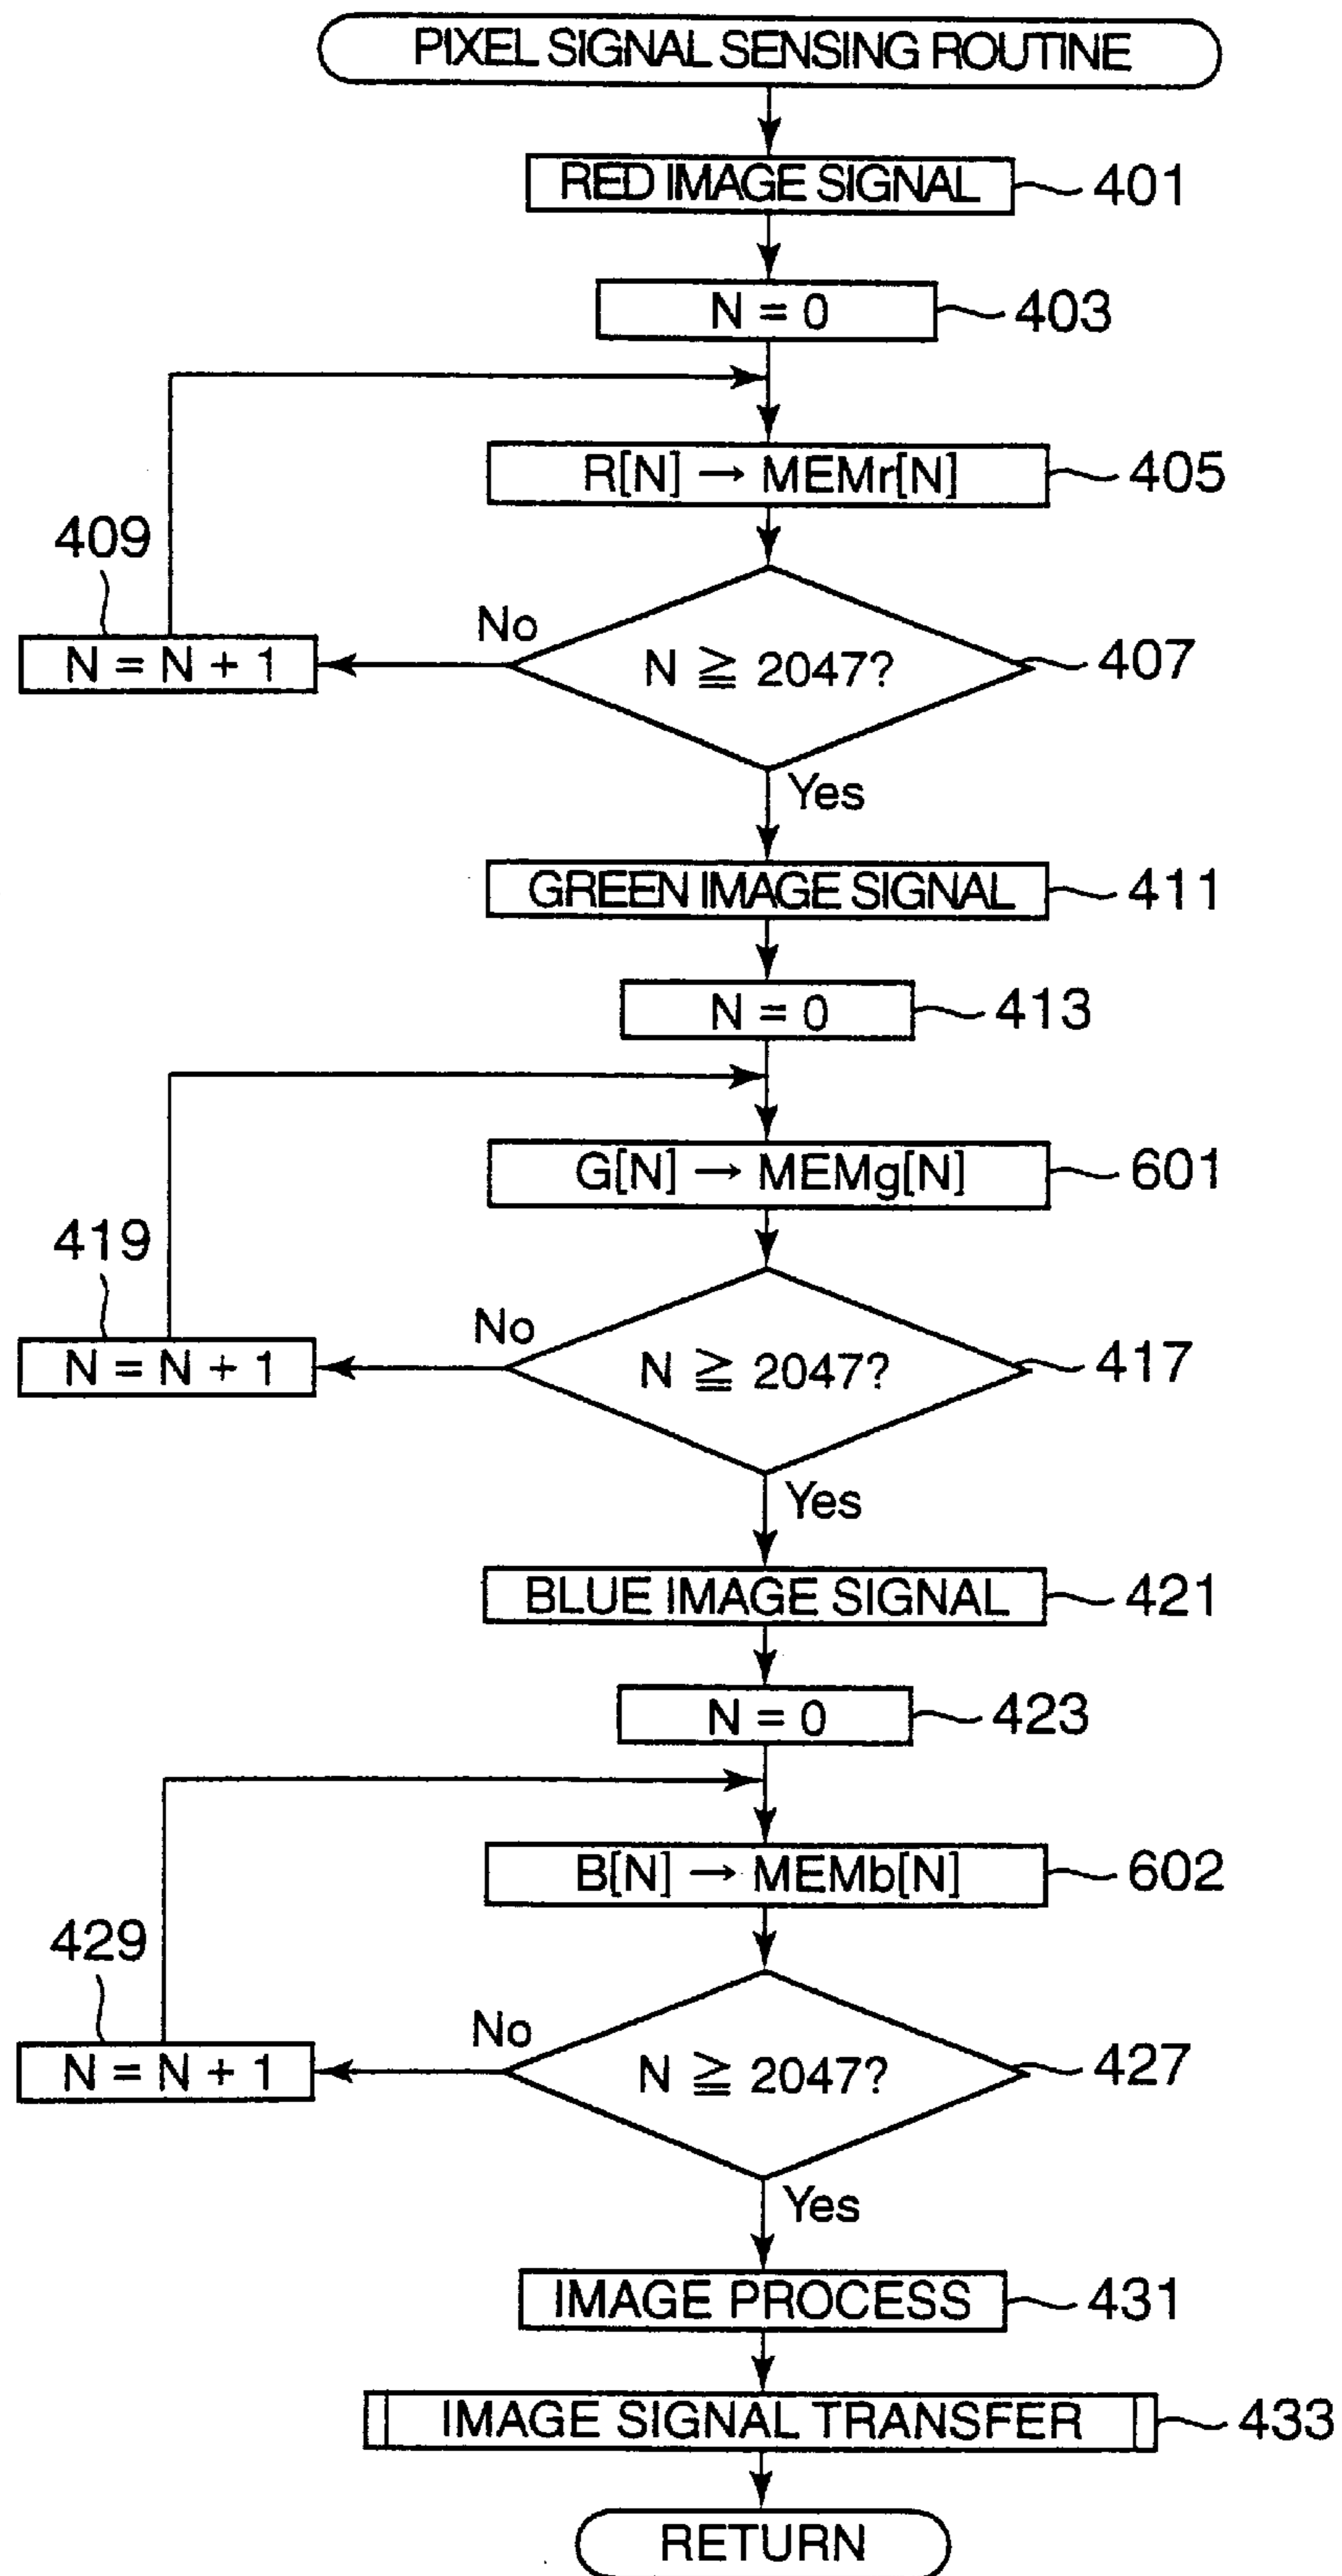 PIXEL SIGNAL SENSING ROUTINE
RED IMAGE SIGNAL 401
N = 0 403
R[N] → MEMr[N] 405
409
No
N = N + 1
N ≧ 2047? 407
Yes
GREEN IMAGE SIGNAL 411
N = 0 413
G[N] → MEMg[N] 601
419
No
N = N + 1
N ≧ 2047? 417
Yes
BLUE IMAGE SIGNAL 421
N = 0 423
B[N] → MEMb[N] 602
429
No
N = N + 1
N ≧ 2047? 427
Yes
IMAGE PROCESS 431
IMAGE SIGNAL TRANSFER 433
RETURN